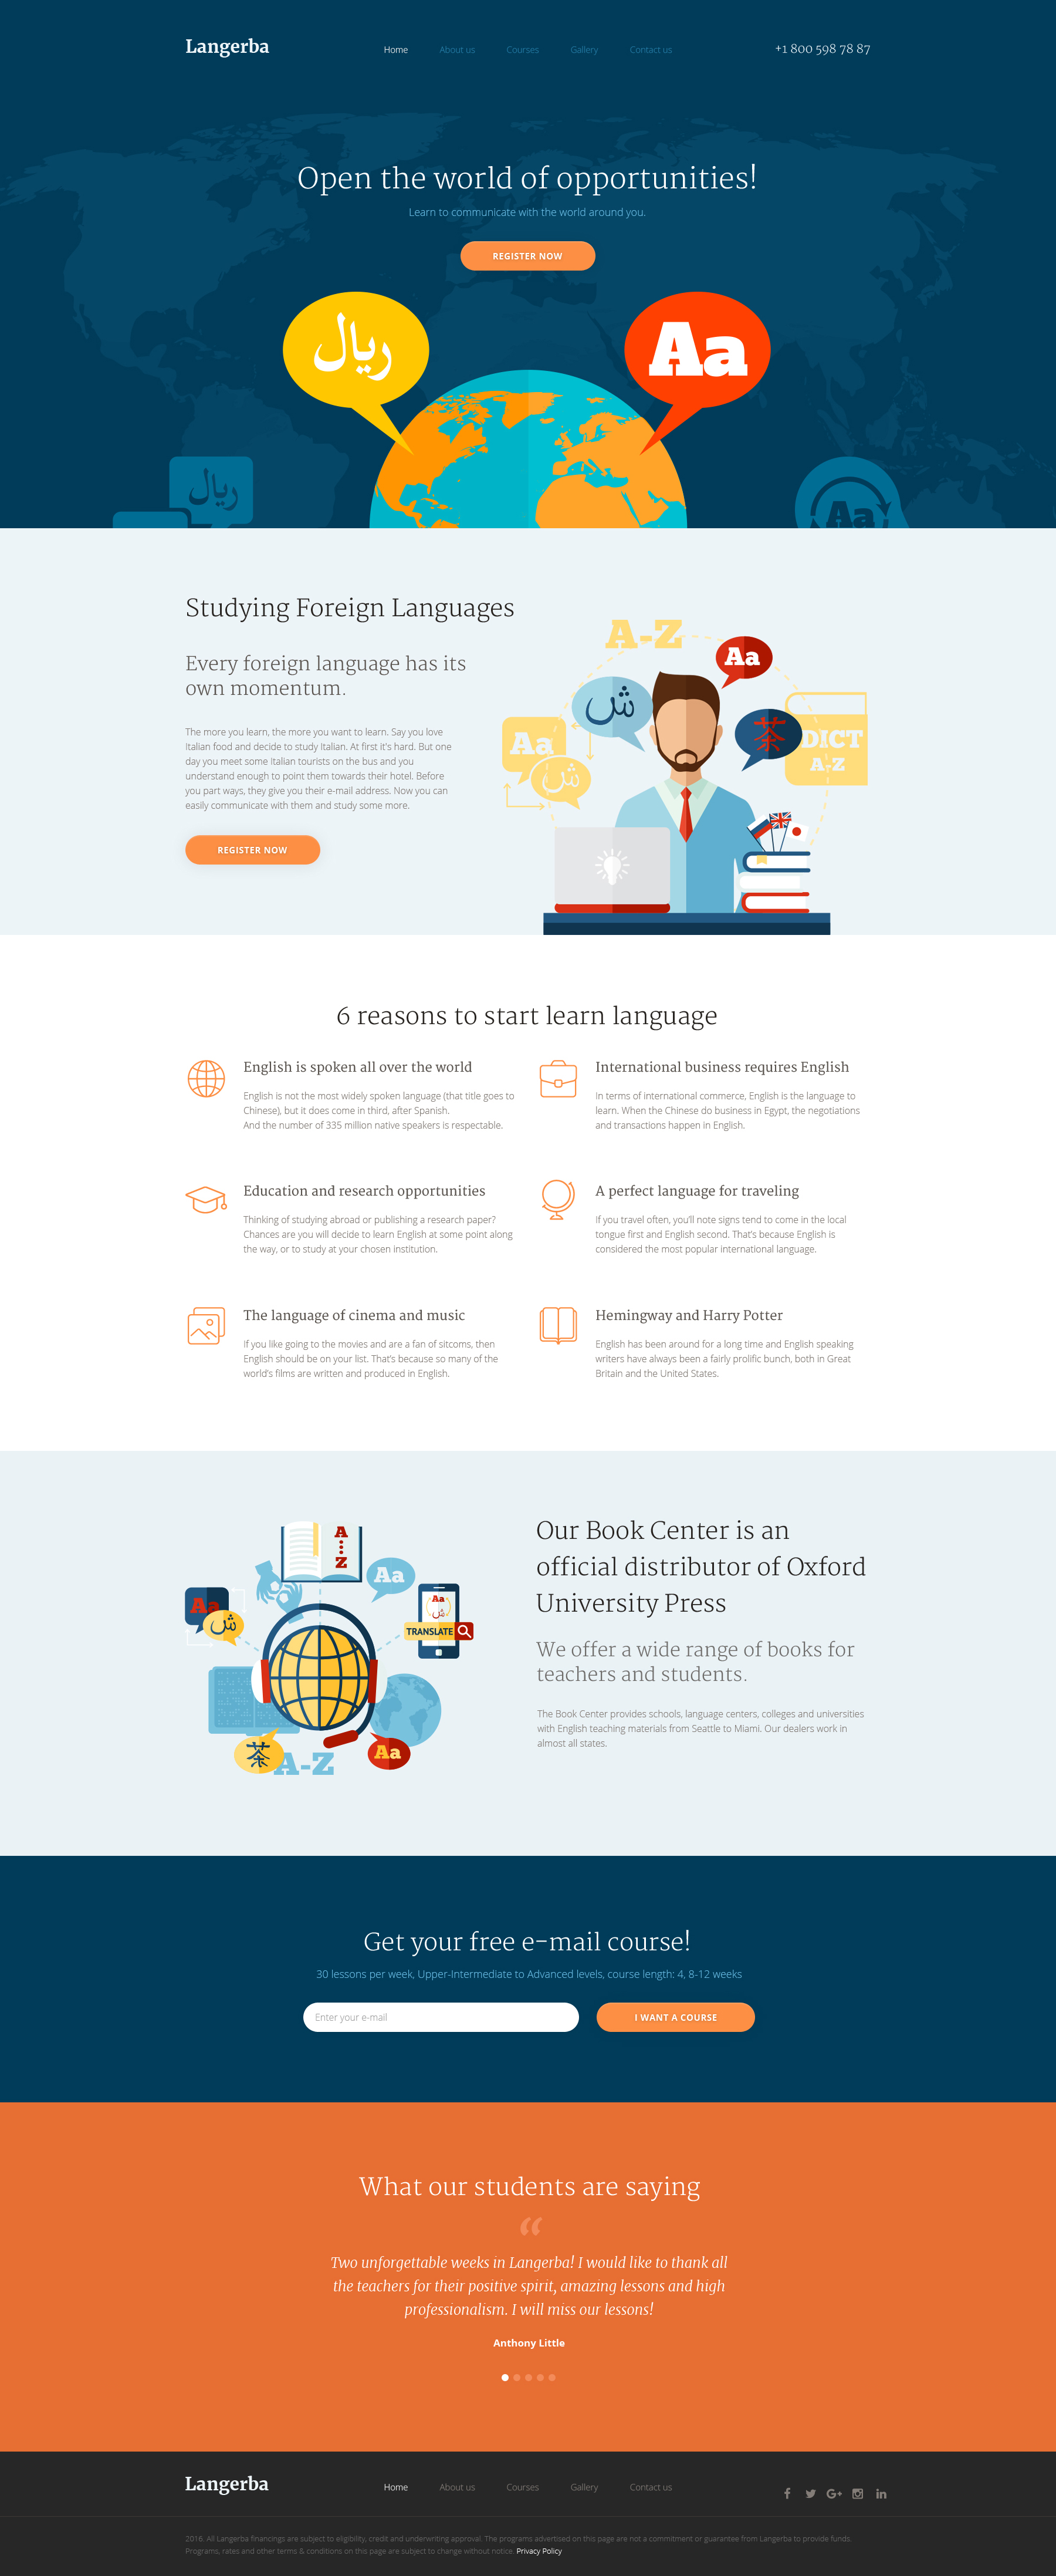 Langerba
Home About us Courses Gallery Contact us
+1 800 598 78 87
Open the world of opportunities!
Learn to communicate with the world around you.
REGISTER NOW
ريال
Aa
ريال
Aa
Studying Foreign Languages
Every foreign language has its
own momentum.
The more you learn, the more you want to learn. Say you love
Italian food and decide to study Italian. At first it's hard. But one
day you meet some Italian tourists on the bus and you
understand enough to point them towards their hotel. Before
you part ways, they give you their e-mail address. Now you can
easily communicate with them and study some more.
REGISTER NOW
A-Z
Aa
ش
茶
DICT
A-Z
Aa
ش
6 reasons to start learn language
English is spoken all over the world
English is not the most widely spoken language (that title goes to
Chinese), but it does come in third, after Spanish.
And the number of 335 million native speakers is respectable.
International business requires English
In terms of international commerce, English is the language to
learn. When the Chinese do business in Egypt, the negotiations
and transactions happen in English.
Education and research opportunities
Thinking of studying abroad or publishing a research paper?
Chances are you will decide to learn English at some point along
the way, or to study at your chosen institution.
A perfect language for traveling
If you travel often, you'll note signs tend to come in the local
tongue first and English second. That's because English is
considered the most popular international language.
The language of cinema and music
If you like going to the movies and are a fan of sitcoms, then
English should be on your list. That's because so many of the
world's films are written and produced in English.
Hemingway and Harry Potter
English has been around for a long time and English speaking
writers have always been a fairly prolific bunch, both in Great
Britain and the United States.
A
Z
Aa
Aa
ش
Aa
ش
TRANSLATE
茶
A-Z
Aa
Our Book Center is an
official distributor of Oxford
University Press
We offer a wide range of books for
teachers and students.
The Book Center provides schools, language centers, colleges and universities
with English teaching materials from Seattle to Miami. Our dealers work in
almost all states.
Get your free e-mail course!
30 lessons per week, Upper-Intermediate to Advanced levels, course length: 4, 8-12 weeks
Enter your e-mail
I WANT A COURSE
What our students are saying
“
Two unforgettable weeks in Langerba! I would like to thank all
the teachers for their positive spirit, amazing lessons and high
professionalism. I will miss our lessons!
Anthony Little
Langerba
Home About us Courses Gallery Contact us
2016. All Langerba financings are subject to eligibility, credit and underwriting approval. The programs advertised on this page are not a commitment or guarantee from Langerba to provide funds.
Programs, rates and other terms & conditions on this page are subject to change without notice. Privacy Policy